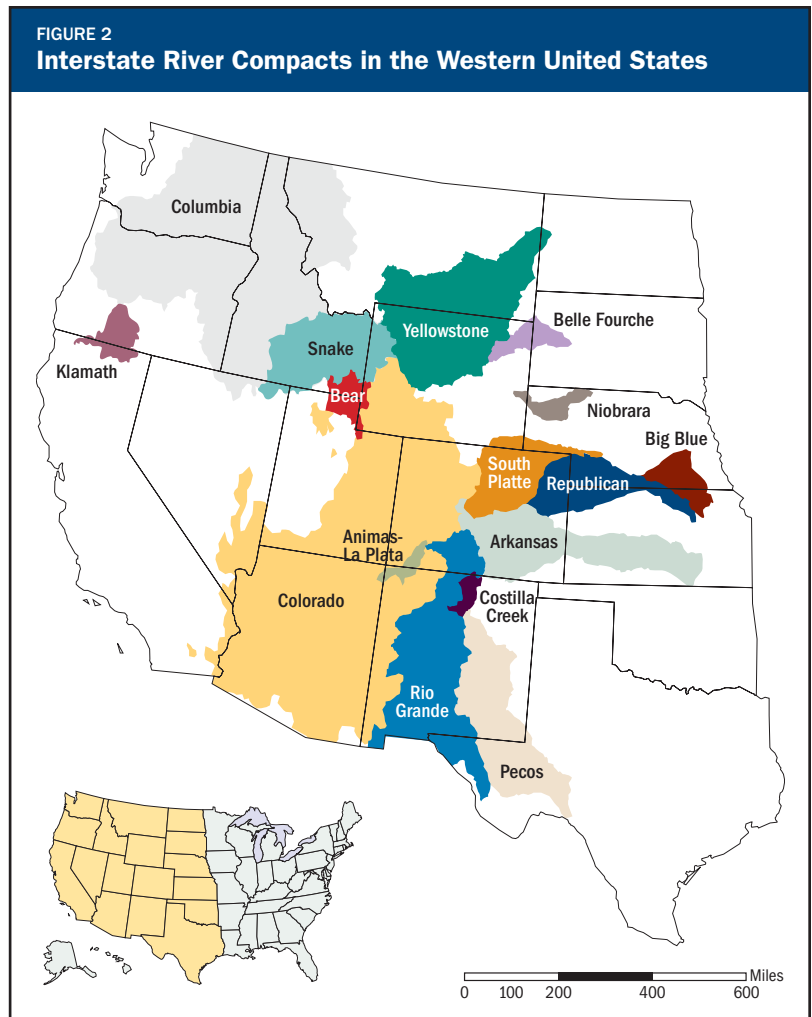 FIGURE 2
Interstate River Compacts in the Western United States
Columbia
Yellowstone
Belle Fourche
Snake
Klamath
Bear
Niobrara
Big Blue
South
Platte
Republican
Animas-
La Plata
Arkansas
Colorado
Costilla
Creek
Rio
Grande
Pecos
Miles
0 100 200 400 600